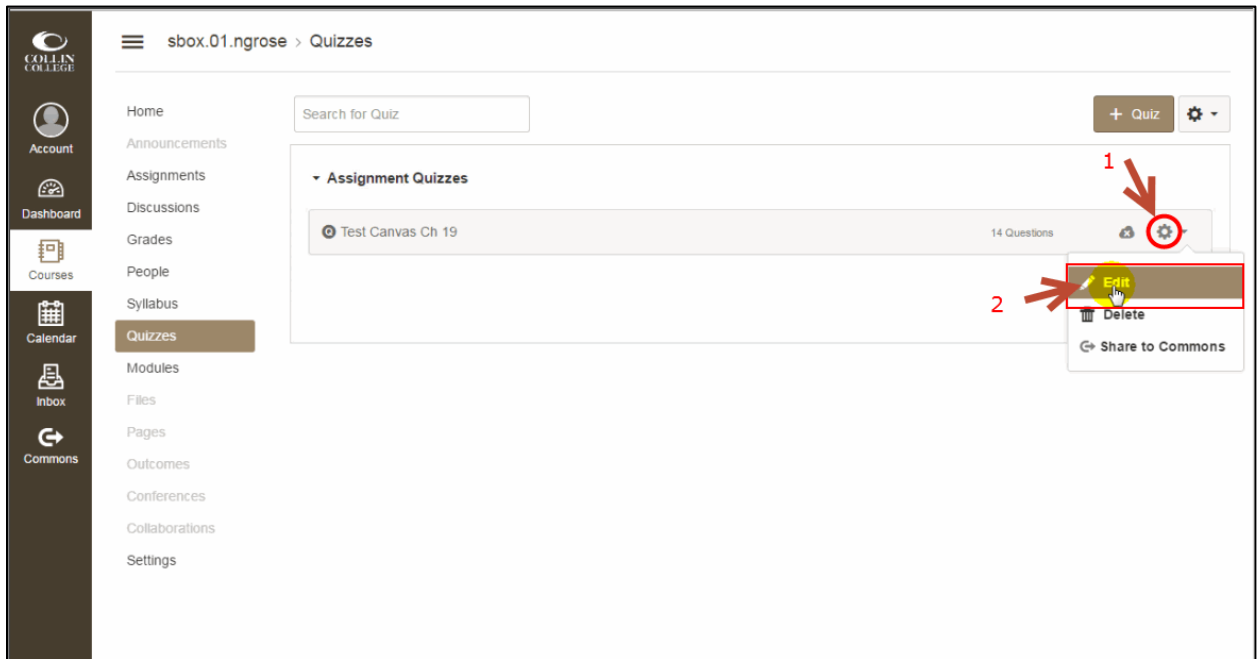 COLLIN
COLLEGE
sbox.01.ngrose > Quizzes
Account
Dashboard
Courses
Calendar
Inbox
Commons
Home
Announcements
Assignments
Discussions
Grades
People
Syllabus
Quizzes
Modules
Files
Pages
Outcomes
Conferences
Collaborations
Settings
Search for Quiz
+ Quiz
1
Assignment Quizzes
Test Canvas Ch 19
14 Questions
2
Edit
Delete
Share to Commons